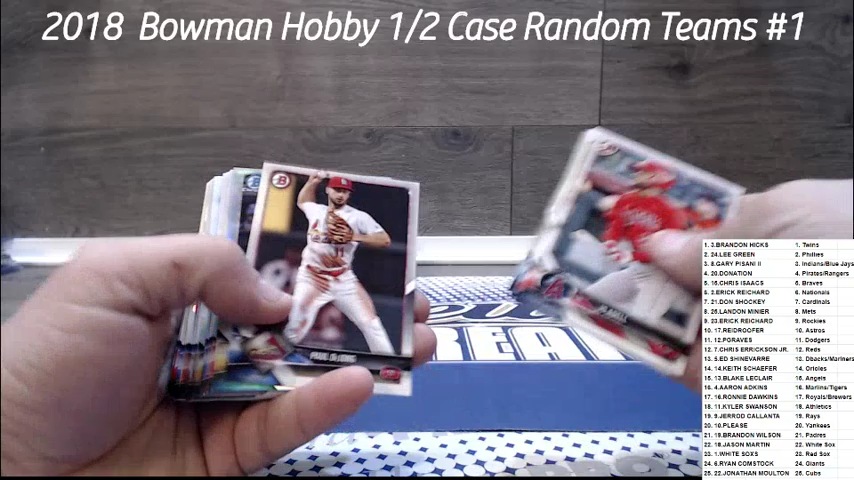 2018 Bowman Hobby 1/2 Case Random Teams #1
PAUL DEJONG
REAL
1. 3.BRANDON HICKS 1. Twins
2. 24.LEE GREEN 2. Phillies
3. 8.GARY PISANI II 3. Indians/Blue Jays
4. 20.DONATION 4. Pirates/Rangers
5. 15.CHRIS ISAACS 5. Braves
6. 2.ERICK REICHARD 6. Nationals
7. 21.DON SHOCKEY 7. Cardinals
8. 25.LANDON MINIER 8. Mets
9. 23.ERICK REICHARD 9. Rockies
10. 17.REIDROOFER 10. Astros
11. 12.PGRAVES 11. Dodgers
12. 7.CHRIS ERRICKSON JR. 12. Reds
13. 5.ED SHINEVARRE 13. Dbacks/Mariners
14. 14.KEITH SCHAEFER 14. Orioles
15. 13.BLAKE LECLAIR 15. Angels
16. 4.AARON ADKINS 16. Marlins/Tigers
17. 16.RONNIE DAWKINS 17. Royals/Brewers
18. 11.KYLER SWANSON 18. Athletics
19. 9.JERROD CALLANTA 19. Rays
20. 10.PLEASE 20. Yankees
21. 19.BRANDON WILSON 21. Padres
22. 18.JASON MARTIN 22. White Sox
23. 1.WHITE SOXS 23. Red Sox
24. 6.RYAN COMSTOCK 24. Giants
25. 22.JONATHAN MOULTON 25. Cubs